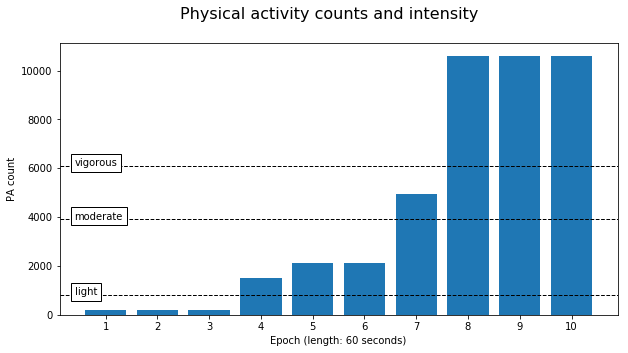 Physical activity counts and intensity
PA count
10000
8000
6000
4000
2000
0
vigorous
moderate
light
1 2 3 4 5 6 7 8 9 10
Epoch (length: 60 seconds)